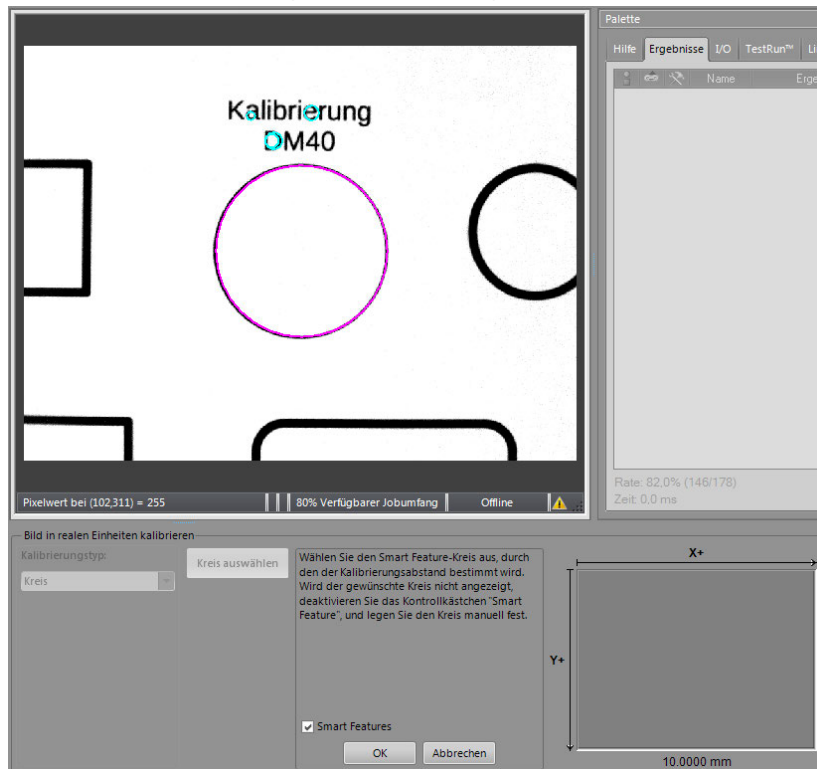 Palette
Hilfe Ergebnisse I/O TestRun™ Li
Name Erge
Kalibrierung
DM40
Rate: 82,0% (146/178)
Zeit: 0,0 ms
Pixelwert bei (102,311) = 255 80% Verfügbarer Jobumfang Offline
Bild in realen Einheiten kalibrieren
Kalibrierungstyp:
Kreis
Kreis auswählen
Wählen Sie den Smart Feature-Kreis aus, durch
den der Kalibrierungsabstand bestimmt wird.
Wird der gewünschte Kreis nicht angezeigt,
deaktivieren Sie das Kontrollkästchen "Smart
Feature", und legen Sie den Kreis manuell fest.
Smart Features
OK Abbrechen
X+
Y+
10.0000 mm